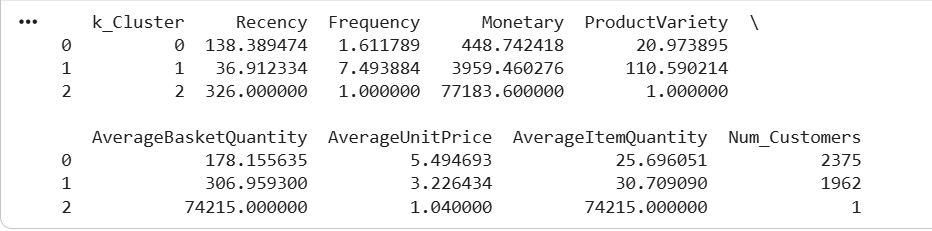 ••• k_Cluster Recency Frequency Monetary ProductVariety \
0 0 138.389474 1.611789 448.742418 20.973895
1 1 36.912334 7.493884 3959.460276 110.590214
2 2 326.000000 1.000000 77183.600000 1.000000
AverageBasketQuantity AverageUnitPrice AverageItemQuantity Num_Customers
0 178.155635 5.494693 25.696051 2375
1 306.959300 3.226434 30.709090 1962
2 74215.000000 1.040000 74215.000000 1